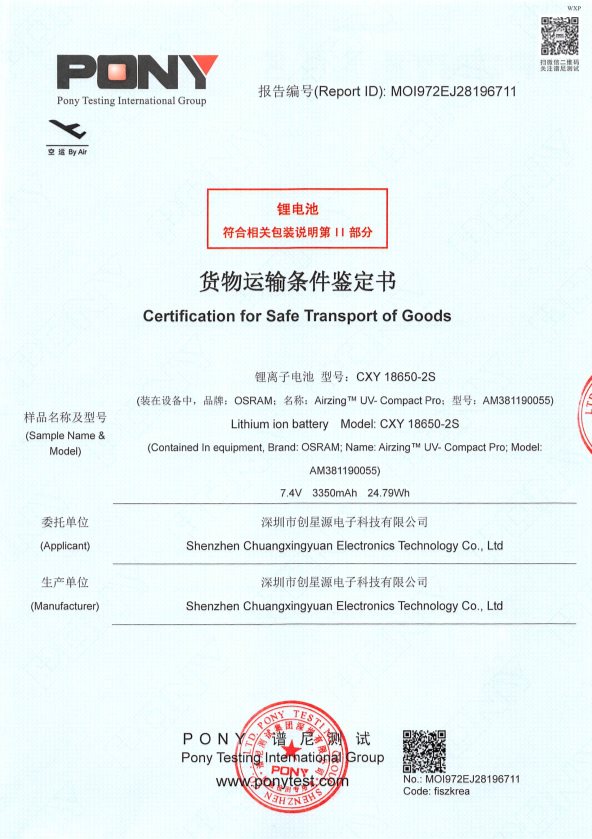 WXP
扫微信二维码
关注谱尼测试
PONY
Pony Testing International Group
报告编号(Report ID): MOI972EJ28196711
空 运 By Air
锂电池
符合相关包装说明第 II 部分
货物运输条件鉴定书
Certification for Safe Transport of Goods
样品名称及型号
(Sample Name &
Model)
锂离子电池 型号：CXY 18650-2S
(装在设备中，品牌：OSRAM；名称：Airzing™ UV- Compact Pro；型号：AM381190055)
Lithium ion battery Model: CXY 18650-2S
(Contained In equipment, Brand: OSRAM; Name: Airzing™ UV- Compact Pro; Model:
AM381190055)
7.4V 3350mAh 24.79Wh
委托单位
(Applicant)
深圳市创星源电子科技有限公司
Shenzhen Chuangxingyuan Electronics Technology Co., Ltd
生产单位
(Manufacturer)
深圳市创星源电子科技有限公司
Shenzhen Chuangxingyuan Electronics Technology Co., Ltd
PONY 谱尼测试
Pony Testing International Group
www.ponytest.com
PONY
No.: MOI972EJ28196711
Code: fiszkrea